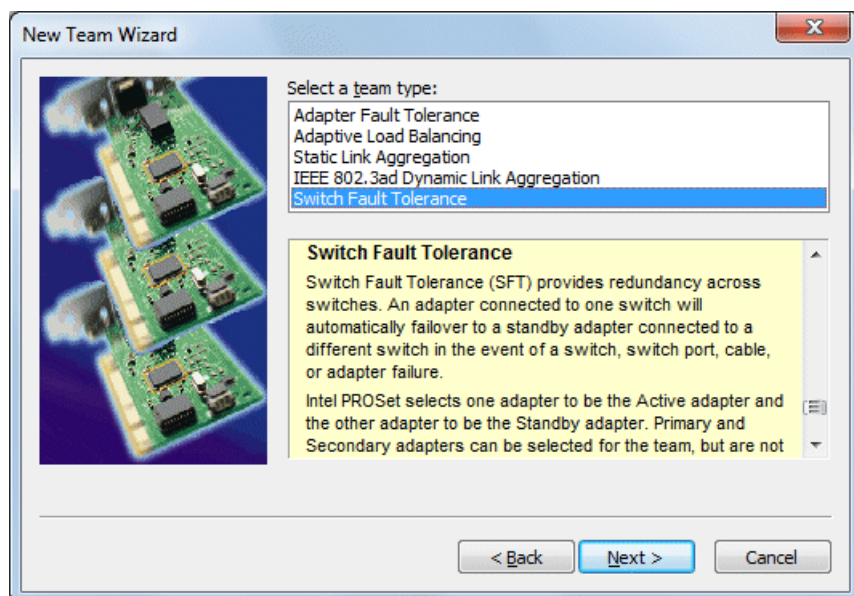 New Team Wizard
Select a team type:
Adapter Fault Tolerance
Adaptive Load Balancing
Static Link Aggregation
IEEE 802.3ad Dynamic Link Aggregation
Switch Fault Tolerance
Switch Fault Tolerance
Switch Fault Tolerance (SFT) provides redundancy across
switches. An adapter connected to one switch will
automatically failover to a standby adapter connected to a
different switch in the event of a switch, switch port, cable,
or adapter failure.
Intel PROSet selects one adapter to be the Active adapter and
the other adapter to be the Standby adapter. Primary and
Secondary adapters can be selected for the team, but are not
< Back
Next >
Cancel